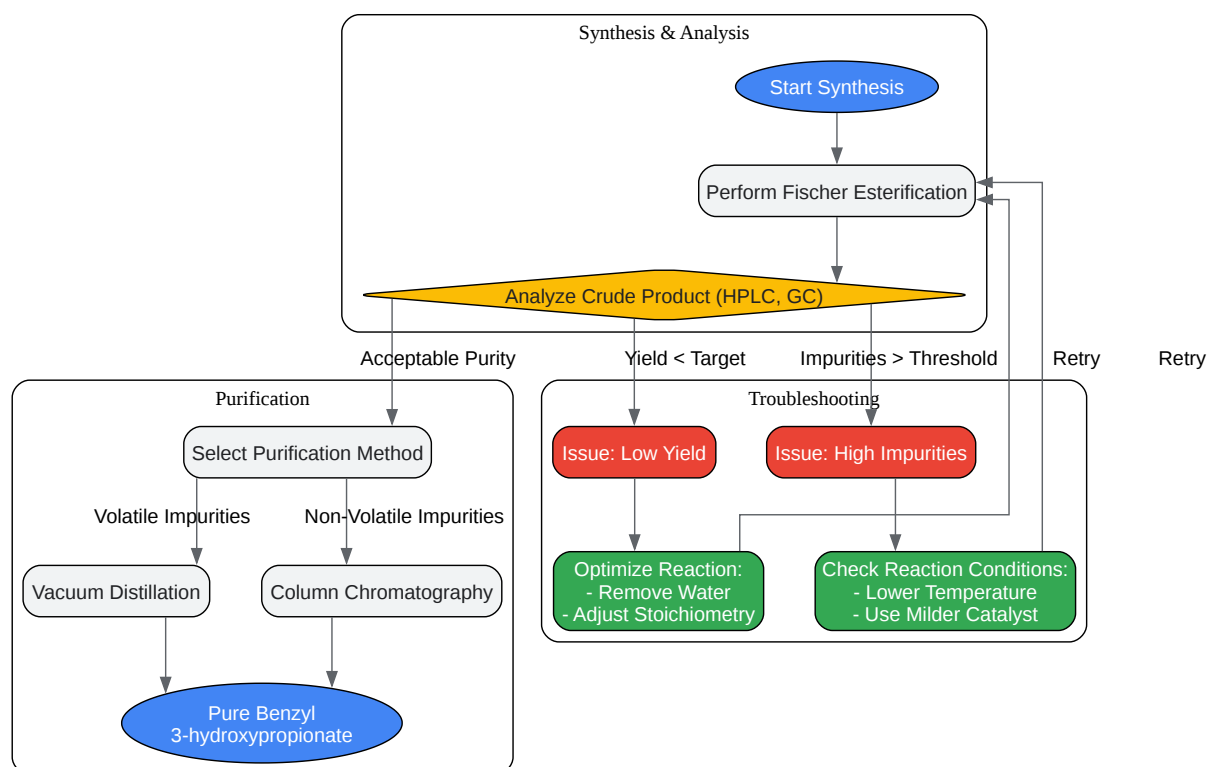 Synthesis & Analysis
Start Synthesis
Perform Fischer Esterification
Analyze Crude Product (HPLC, GC)
Acceptable Purity
Yield < Target
Impurities > Threshold
Retry
Retry
Purification
Troubleshooting
Select Purification Method
Issue: Low Yield
Issue: High Impurities
Volatile Impurities
Non-Volatile Impurities
Vacuum Distillation
Column Chromatography
Optimize Reaction:
- Remove Water
- Adjust Stoichiometry
Check Reaction Conditions:
- Lower Temperature
- Use Milder Catalyst
Pure Benzyl
3-hydroxypropionate